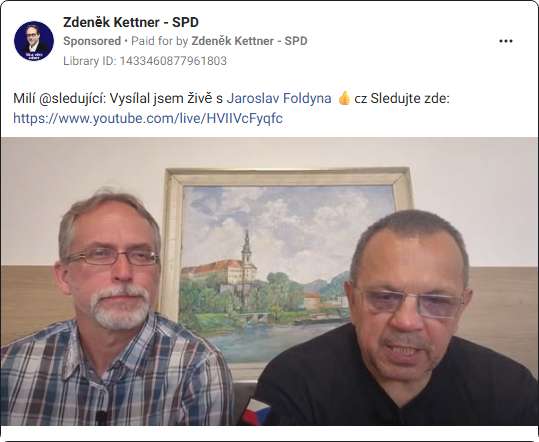 Zdeněk Kettner - SPD
Sponsored • Paid for by Zdeněk Kettner - SPD
Library ID: 1433460877961803
Milí @sledující: Vysílal jsem živě s Jaroslav Foldyna 👍 cz Sledujte zde:
https://www.youtube.com/live/HVIIVcFyqfc